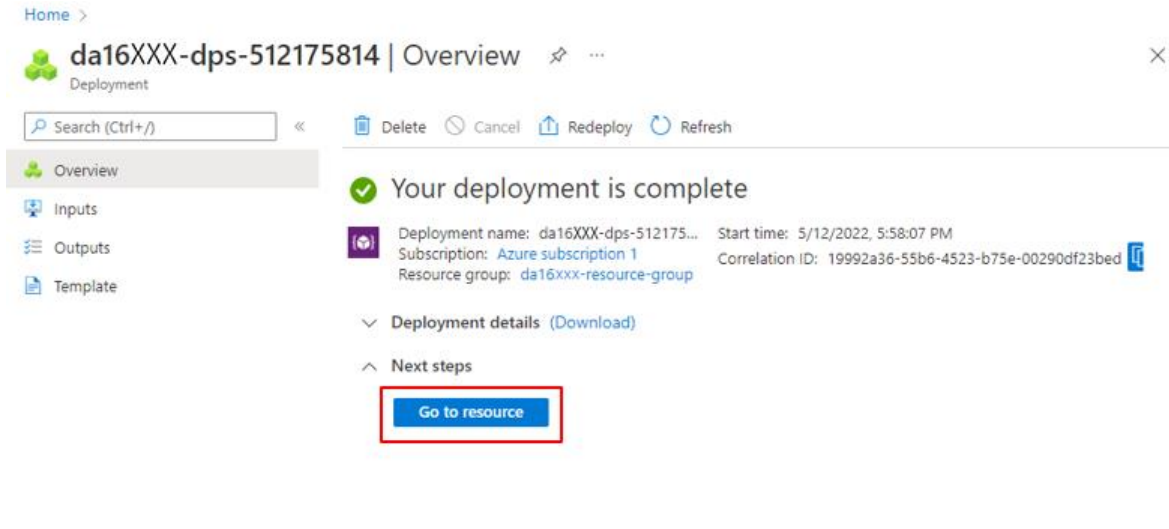 Home >
da16XXX-dps-512175814 | Overview ...
Deployment
Search (Ctrl+/) «
Delete Cancel Redeploy Refresh
Overview
Inputs
Outputs
Template
Your deployment is complete
Deployment name: da16XXX-dps-512175... Start time: 5/12/2022, 5:58:07 PM
Subscription: Azure subscription 1 Correlation ID: 19992a36-55b6-4523-b75e-00290df23bed
Resource group: da16xxx-resource-group
Deployment details (Download)
Next steps
Go to resource